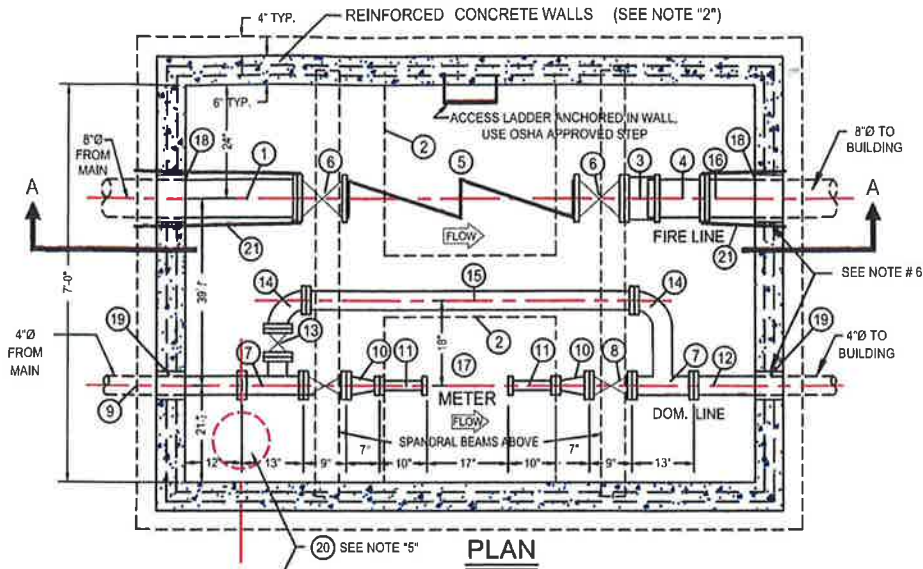 4" TYP.
REINFORCED CONCRETE WALLS (SEE NOTE "2")
6" TYP.
ACCESS LADDER ANCHORED IN WALL,
USE OSHA APPROVED STEP
24"
8"Ø
FROM
MAIN
18
1
6
2
5
6
3
4
16
18
8"Ø TO
BUILDING
A
A
FLOW
FIRE LINE
21
21
7'-0"
SEE NOTE # 6
15
14
14
13
2
18"
4"Ø
FROM
MAIN
19
7
10
11
17
11
10
8
7
12
19
4"Ø TO
BUILDING
9
METER
DOM. LINE
FLOW
SPANDRAL BEAMS ABOVE
12"
13"
9"
7"
10"
17"
10"
7"
9"
13"
20 SEE NOTE "5"
PLAN